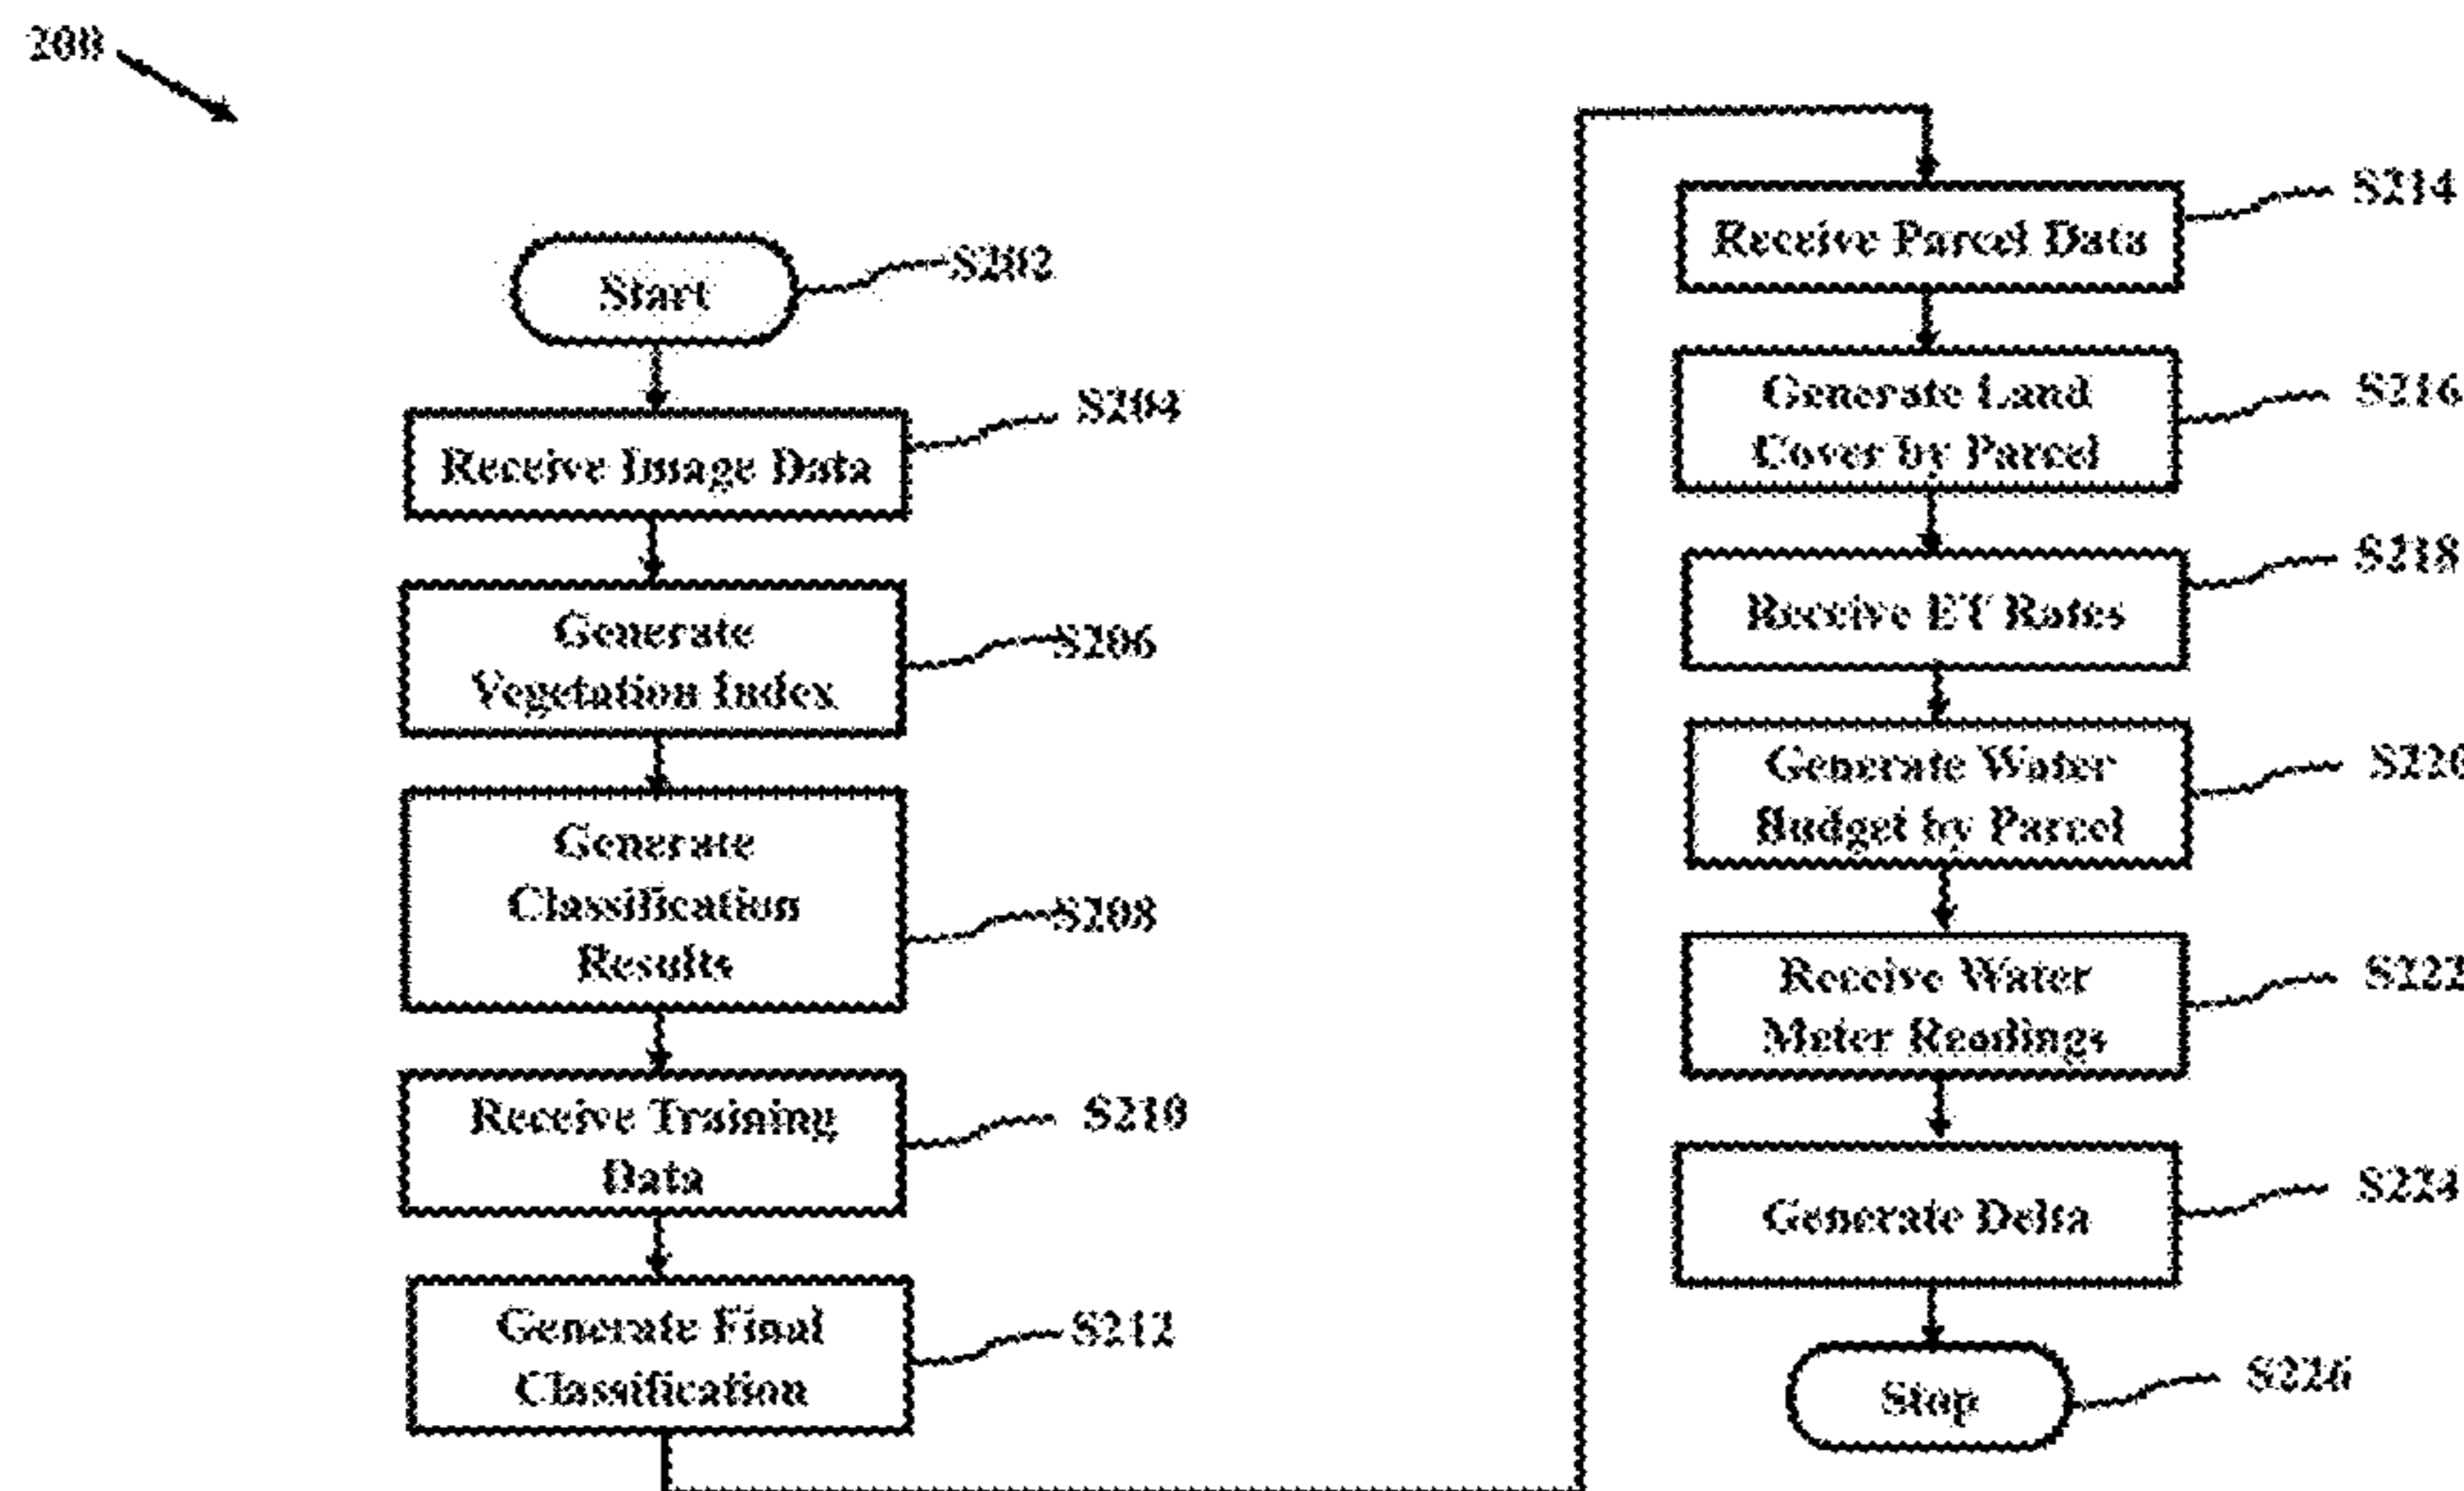 200
Start
S202
Receive Image Data
S204
Generate
Vegetation Index
S206
Generate
Classification
Results
S208
Receive Training
Data
S210
Generate Final
Classification
S212
Receive Parcel Data
S214
Generate Land
Cover by Parcel
S216
Receive ET Rates
S218
Generate Water
Budget by Parcel
S220
Receive Water
Meter Readings
S222
Generate Delta
S224
Stop
S226